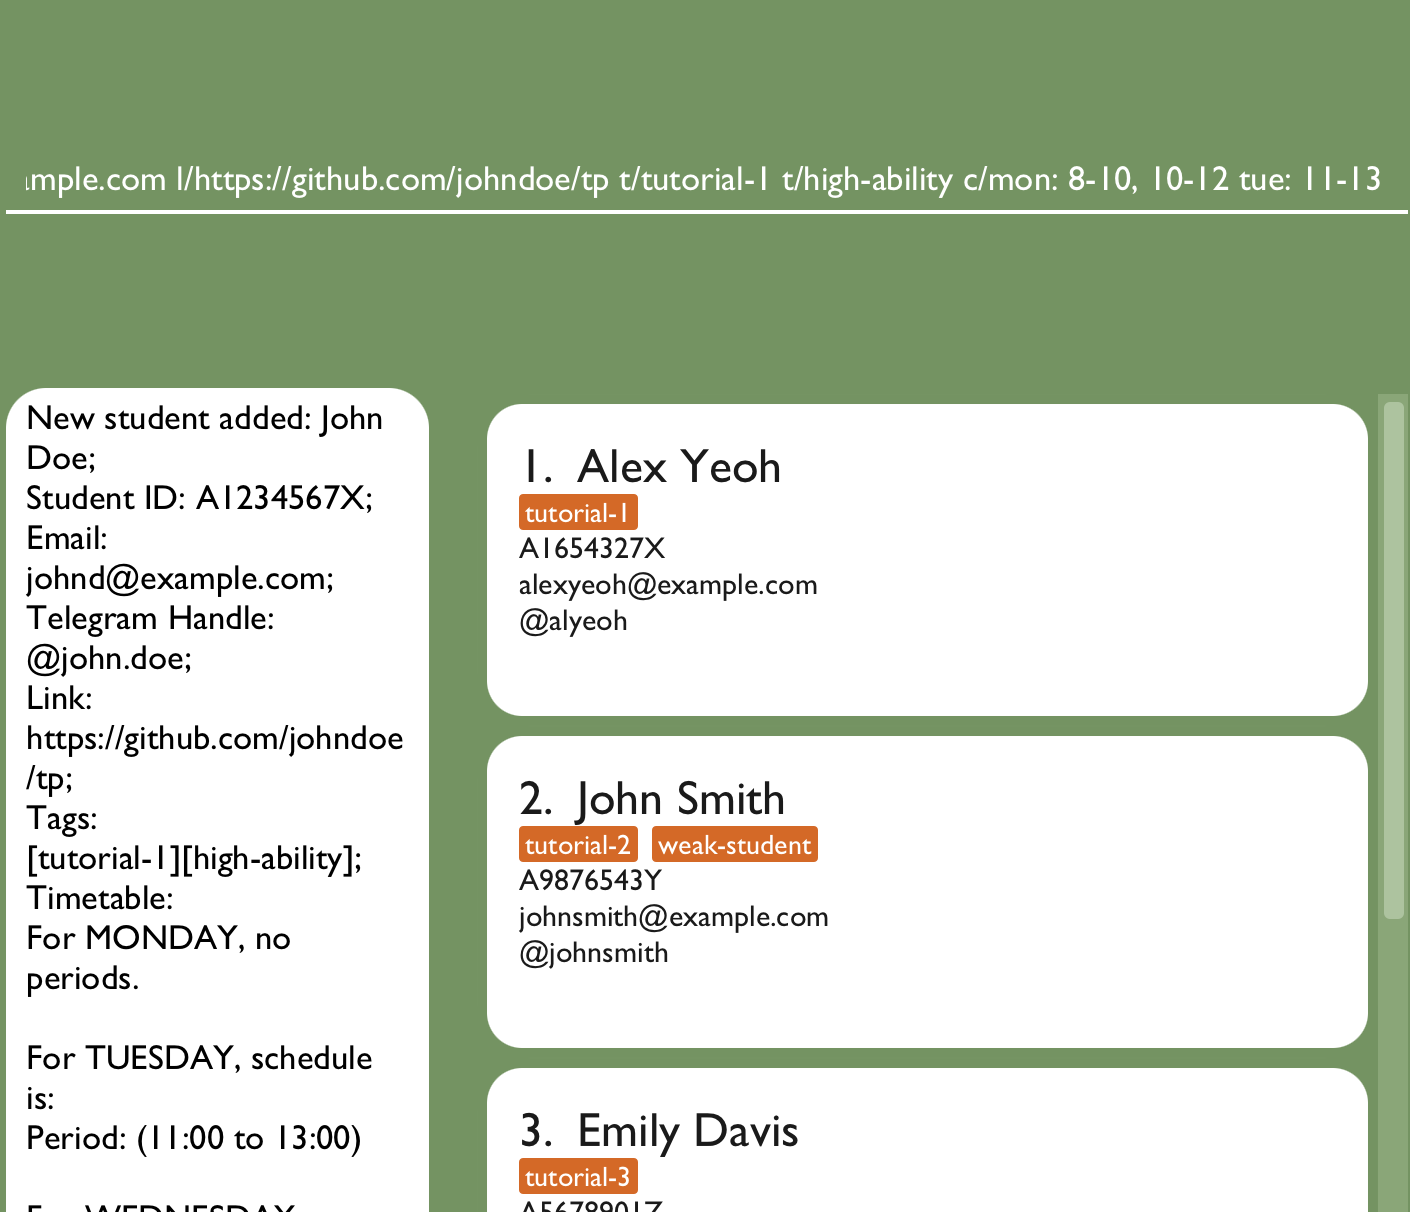 mple.com l/https://github.com/johndoe/tp t/tutorial-1 t/high-ability c/mon: 8-10, 10-12 tue: 11-13
New student added: John
Doe;
Student ID: A1234567X;
Email:
johnd@example.com;
Telegram Handle:
@john.doe;
Link:
https://github.com/johndoe
/tp;
Tags:
[tutorial-1][high-ability];
Timetable:
For MONDAY, no
periods.
For TUESDAY, schedule
is:
Period: (11:00 to 13:00)
For WEDNESDAY
1. Alex Yeoh
tutorial-1
A1654327X
alexyeoh@example.com
@alyeoh
2. John Smith
tutorial-2 weak-student
A9876543Y
johnsmith@example.com
@johnsmith
3. Emily Davis
tutorial-3
A5678901Z